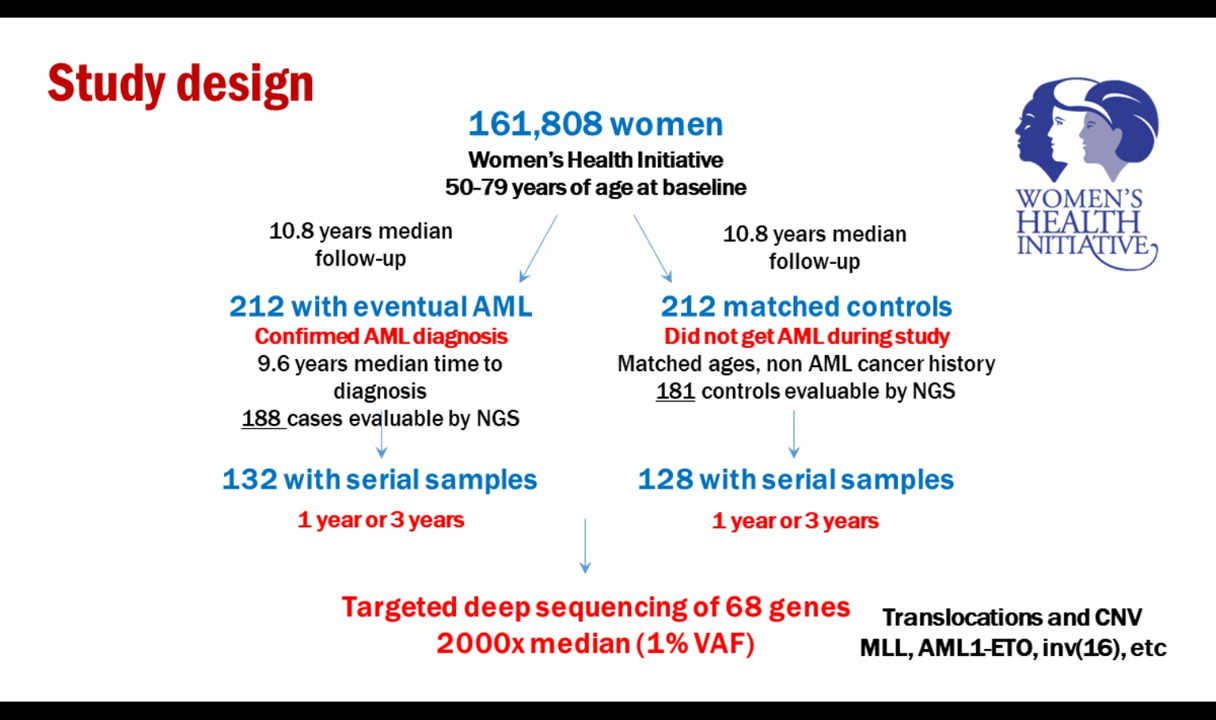 Study design
161,808 women
Women's Health Initiative
50-79 years of age at baseline
WOMEN'S
HEALTH
INITIATIVE
10.8 years median
follow-up
10.8 years median
follow-up
212 with eventual AML
Confirmed AML diagnosis
9.6 years median time to
diagnosis
188 cases evaluable by NGS
212 matched controls
Did not get AML during study
Matched ages, non AML cancer history
181 controls evaluable by NGS
132 with serial samples
1 year or 3 years
128 with serial samples
1 year or 3 years
Targeted deep sequencing of 68 genes
2000x median (1% VAF)
Translocations and CNV
MLL, AML1-ETO, inv(16), etc